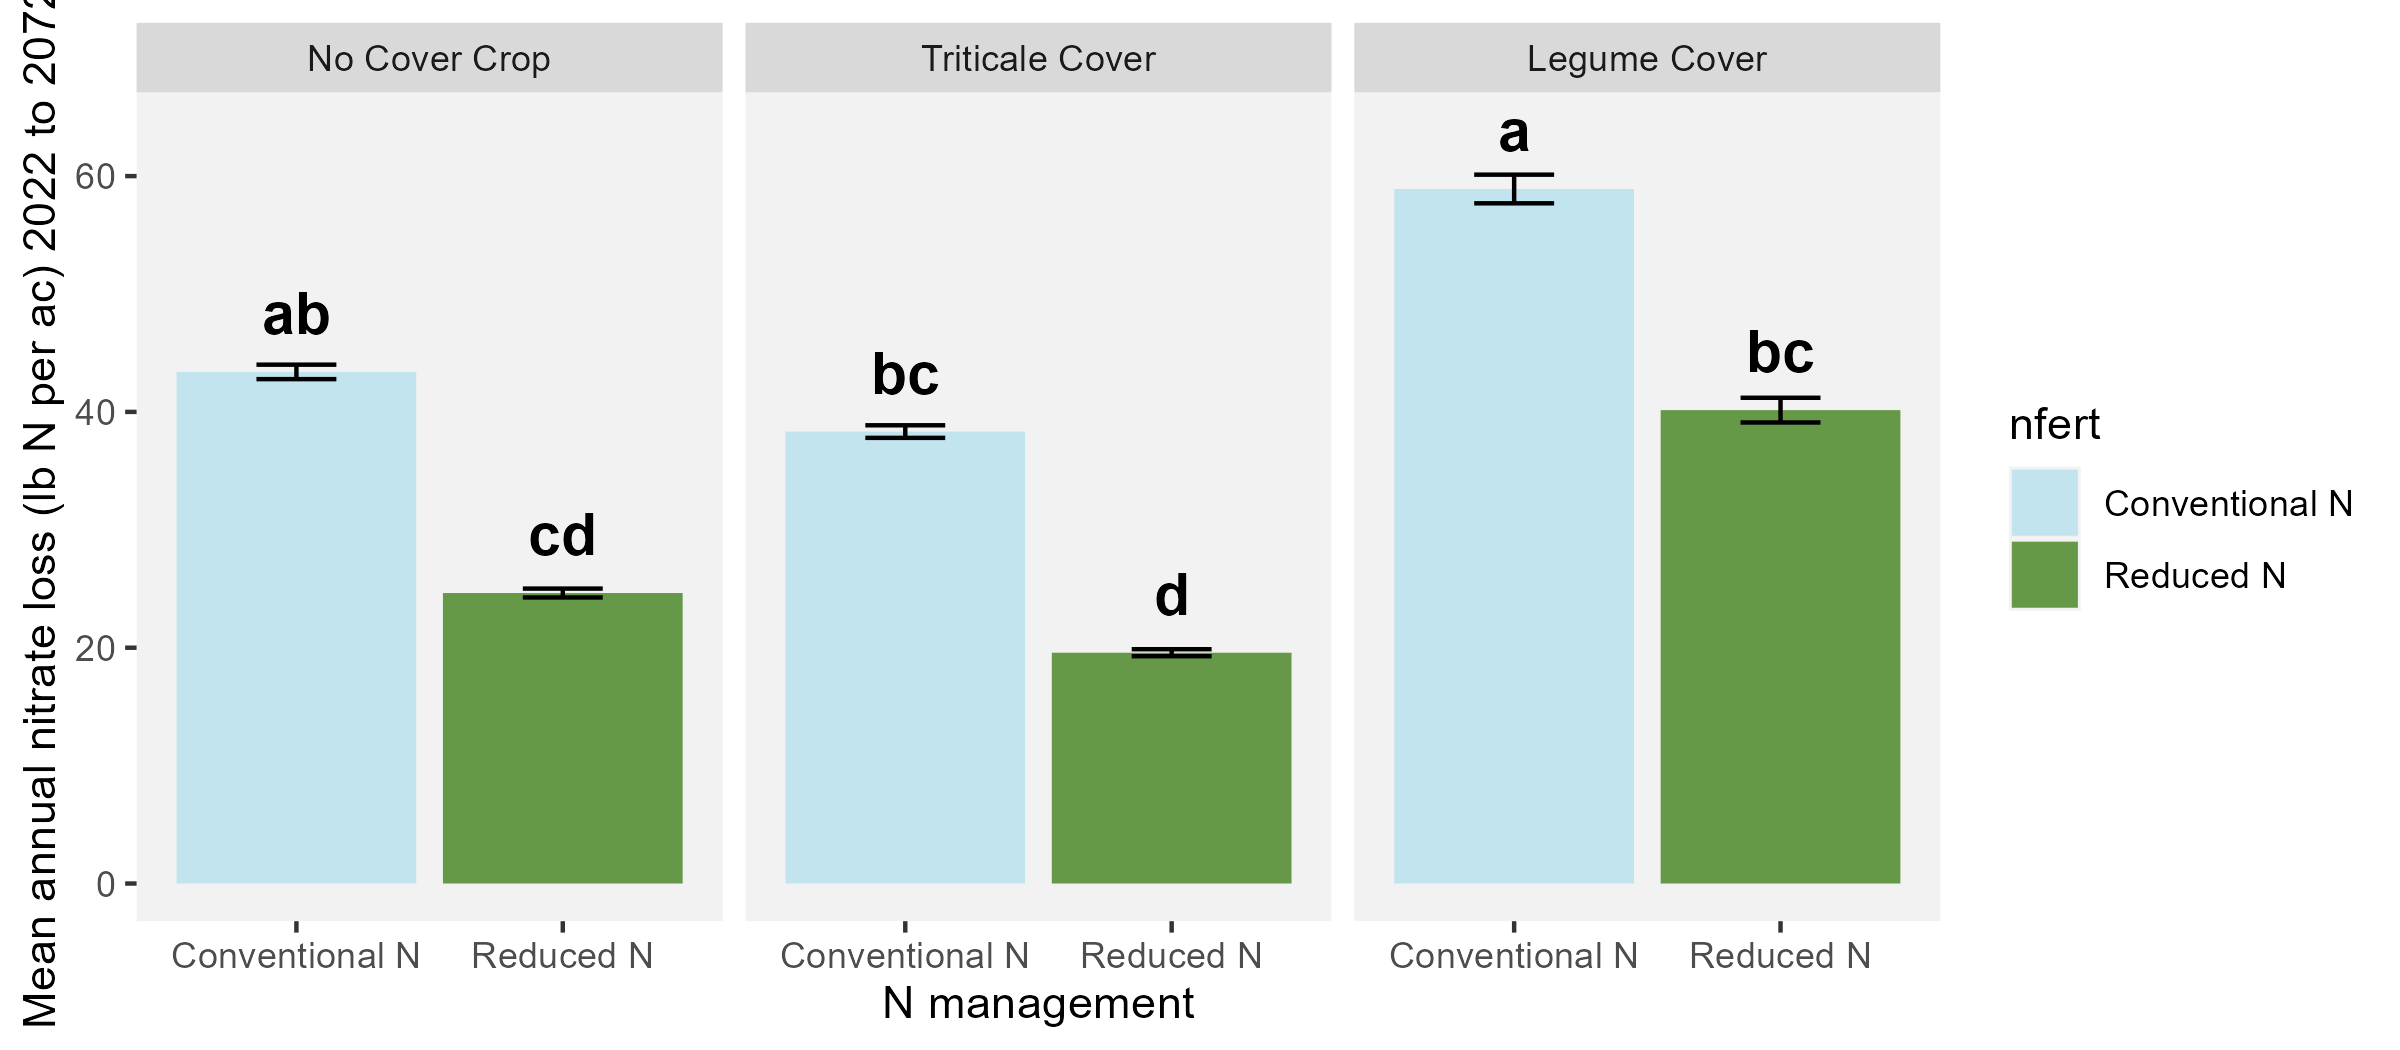 Mean annual nitrate loss (lb N per ac) 2022 to 2072
No Cover Crop
Triticale Cover
Legume Cover
60
40
20
0
ab
cd
bc
d
a
bc
Conventional N
Reduced N
Conventional N
Reduced N
Conventional N
Reduced N
N management
nfert
Conventional N
Reduced N